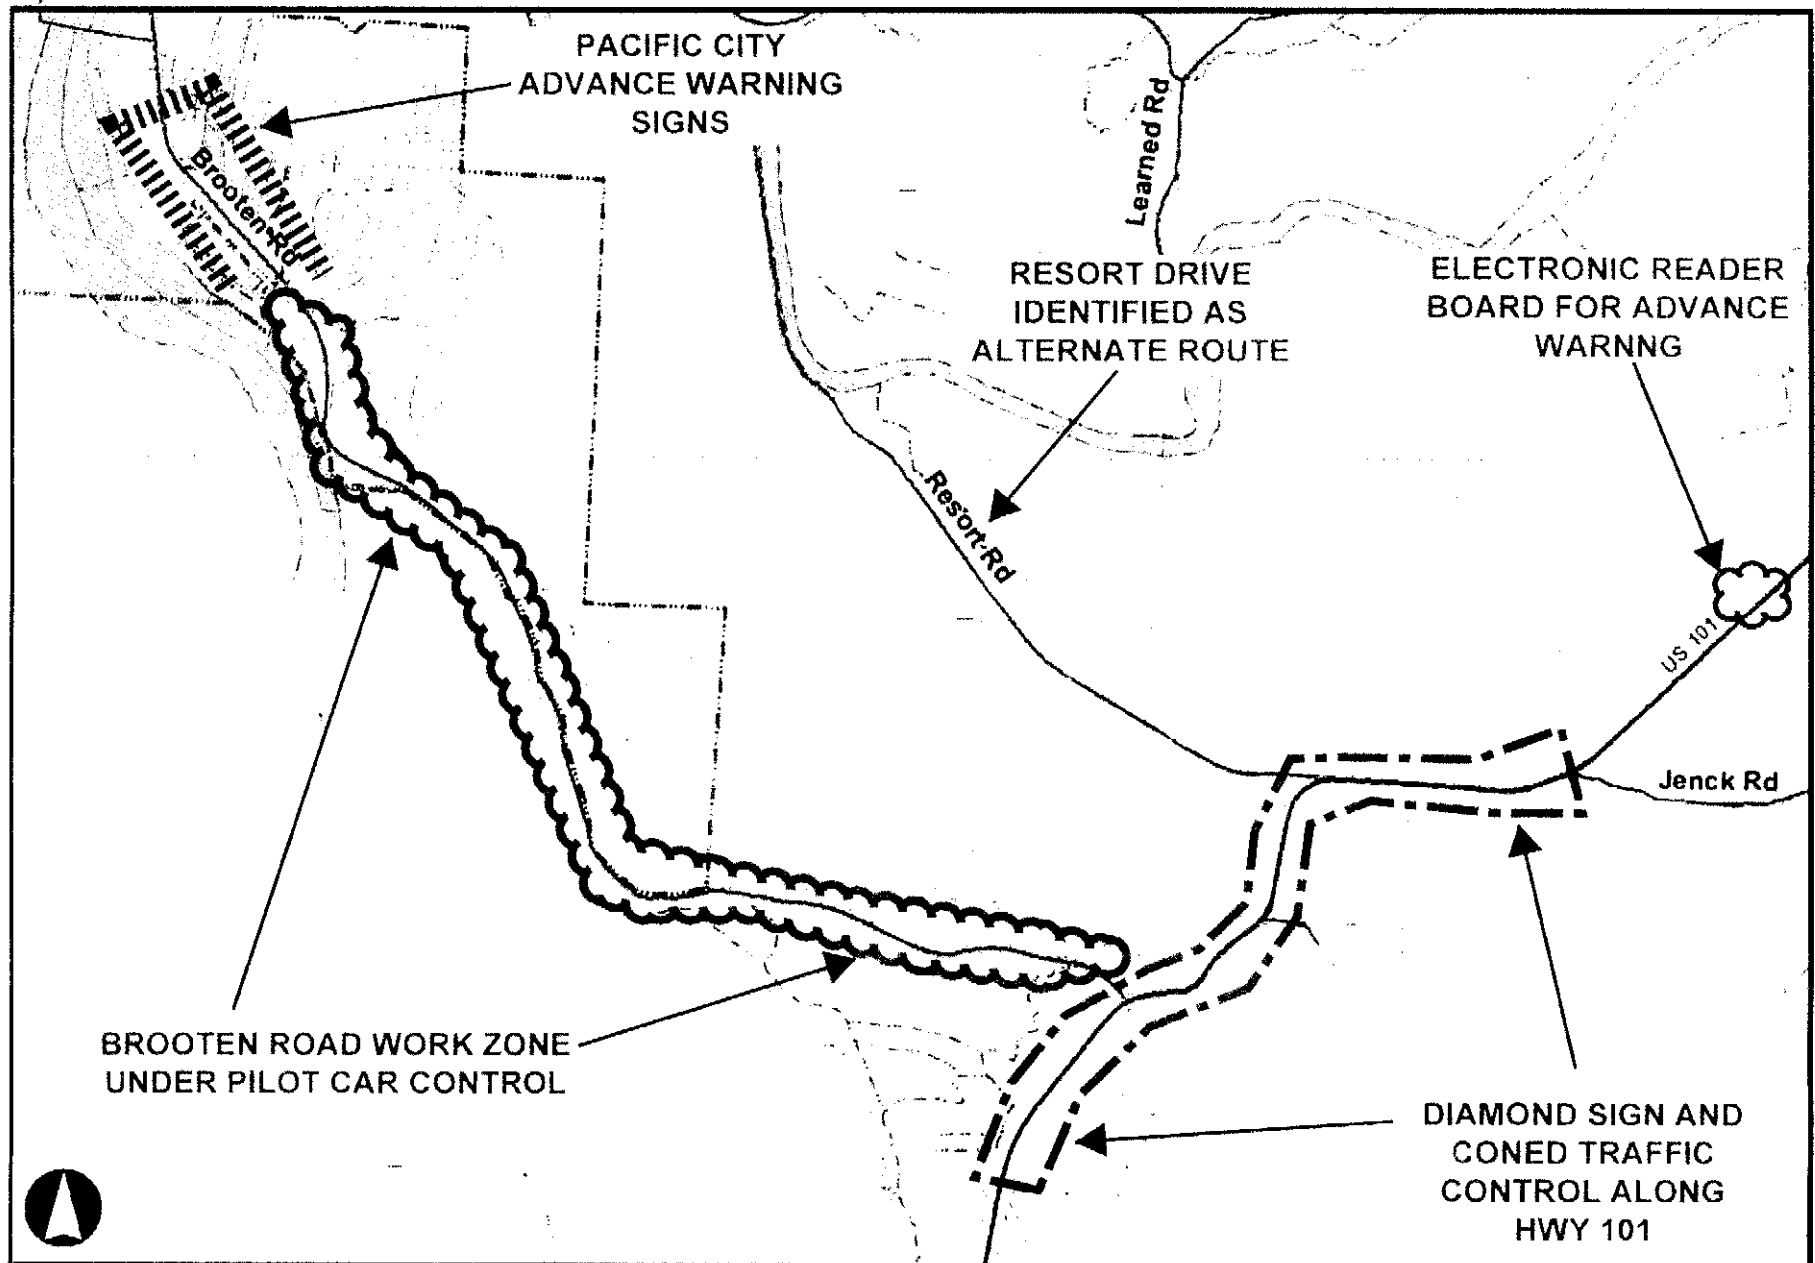 PACIFIC CITY
ADVANCE WARNING
SIGNS
Brooten Rd
Learned Rd
RESORT DRIVE
IDENTIFIED AS
ALTERNATE ROUTE
ELECTRONIC READER
BOARD FOR ADVANCE
WARNNG
Resort Rd
US 101
Jenck Rd
BROOTEN ROAD WORK ZONE
UNDER PILOT CAR CONTROL
DIAMOND SIGN AND
CONED TRAFFIC
CONTROL ALONG
HWY 101